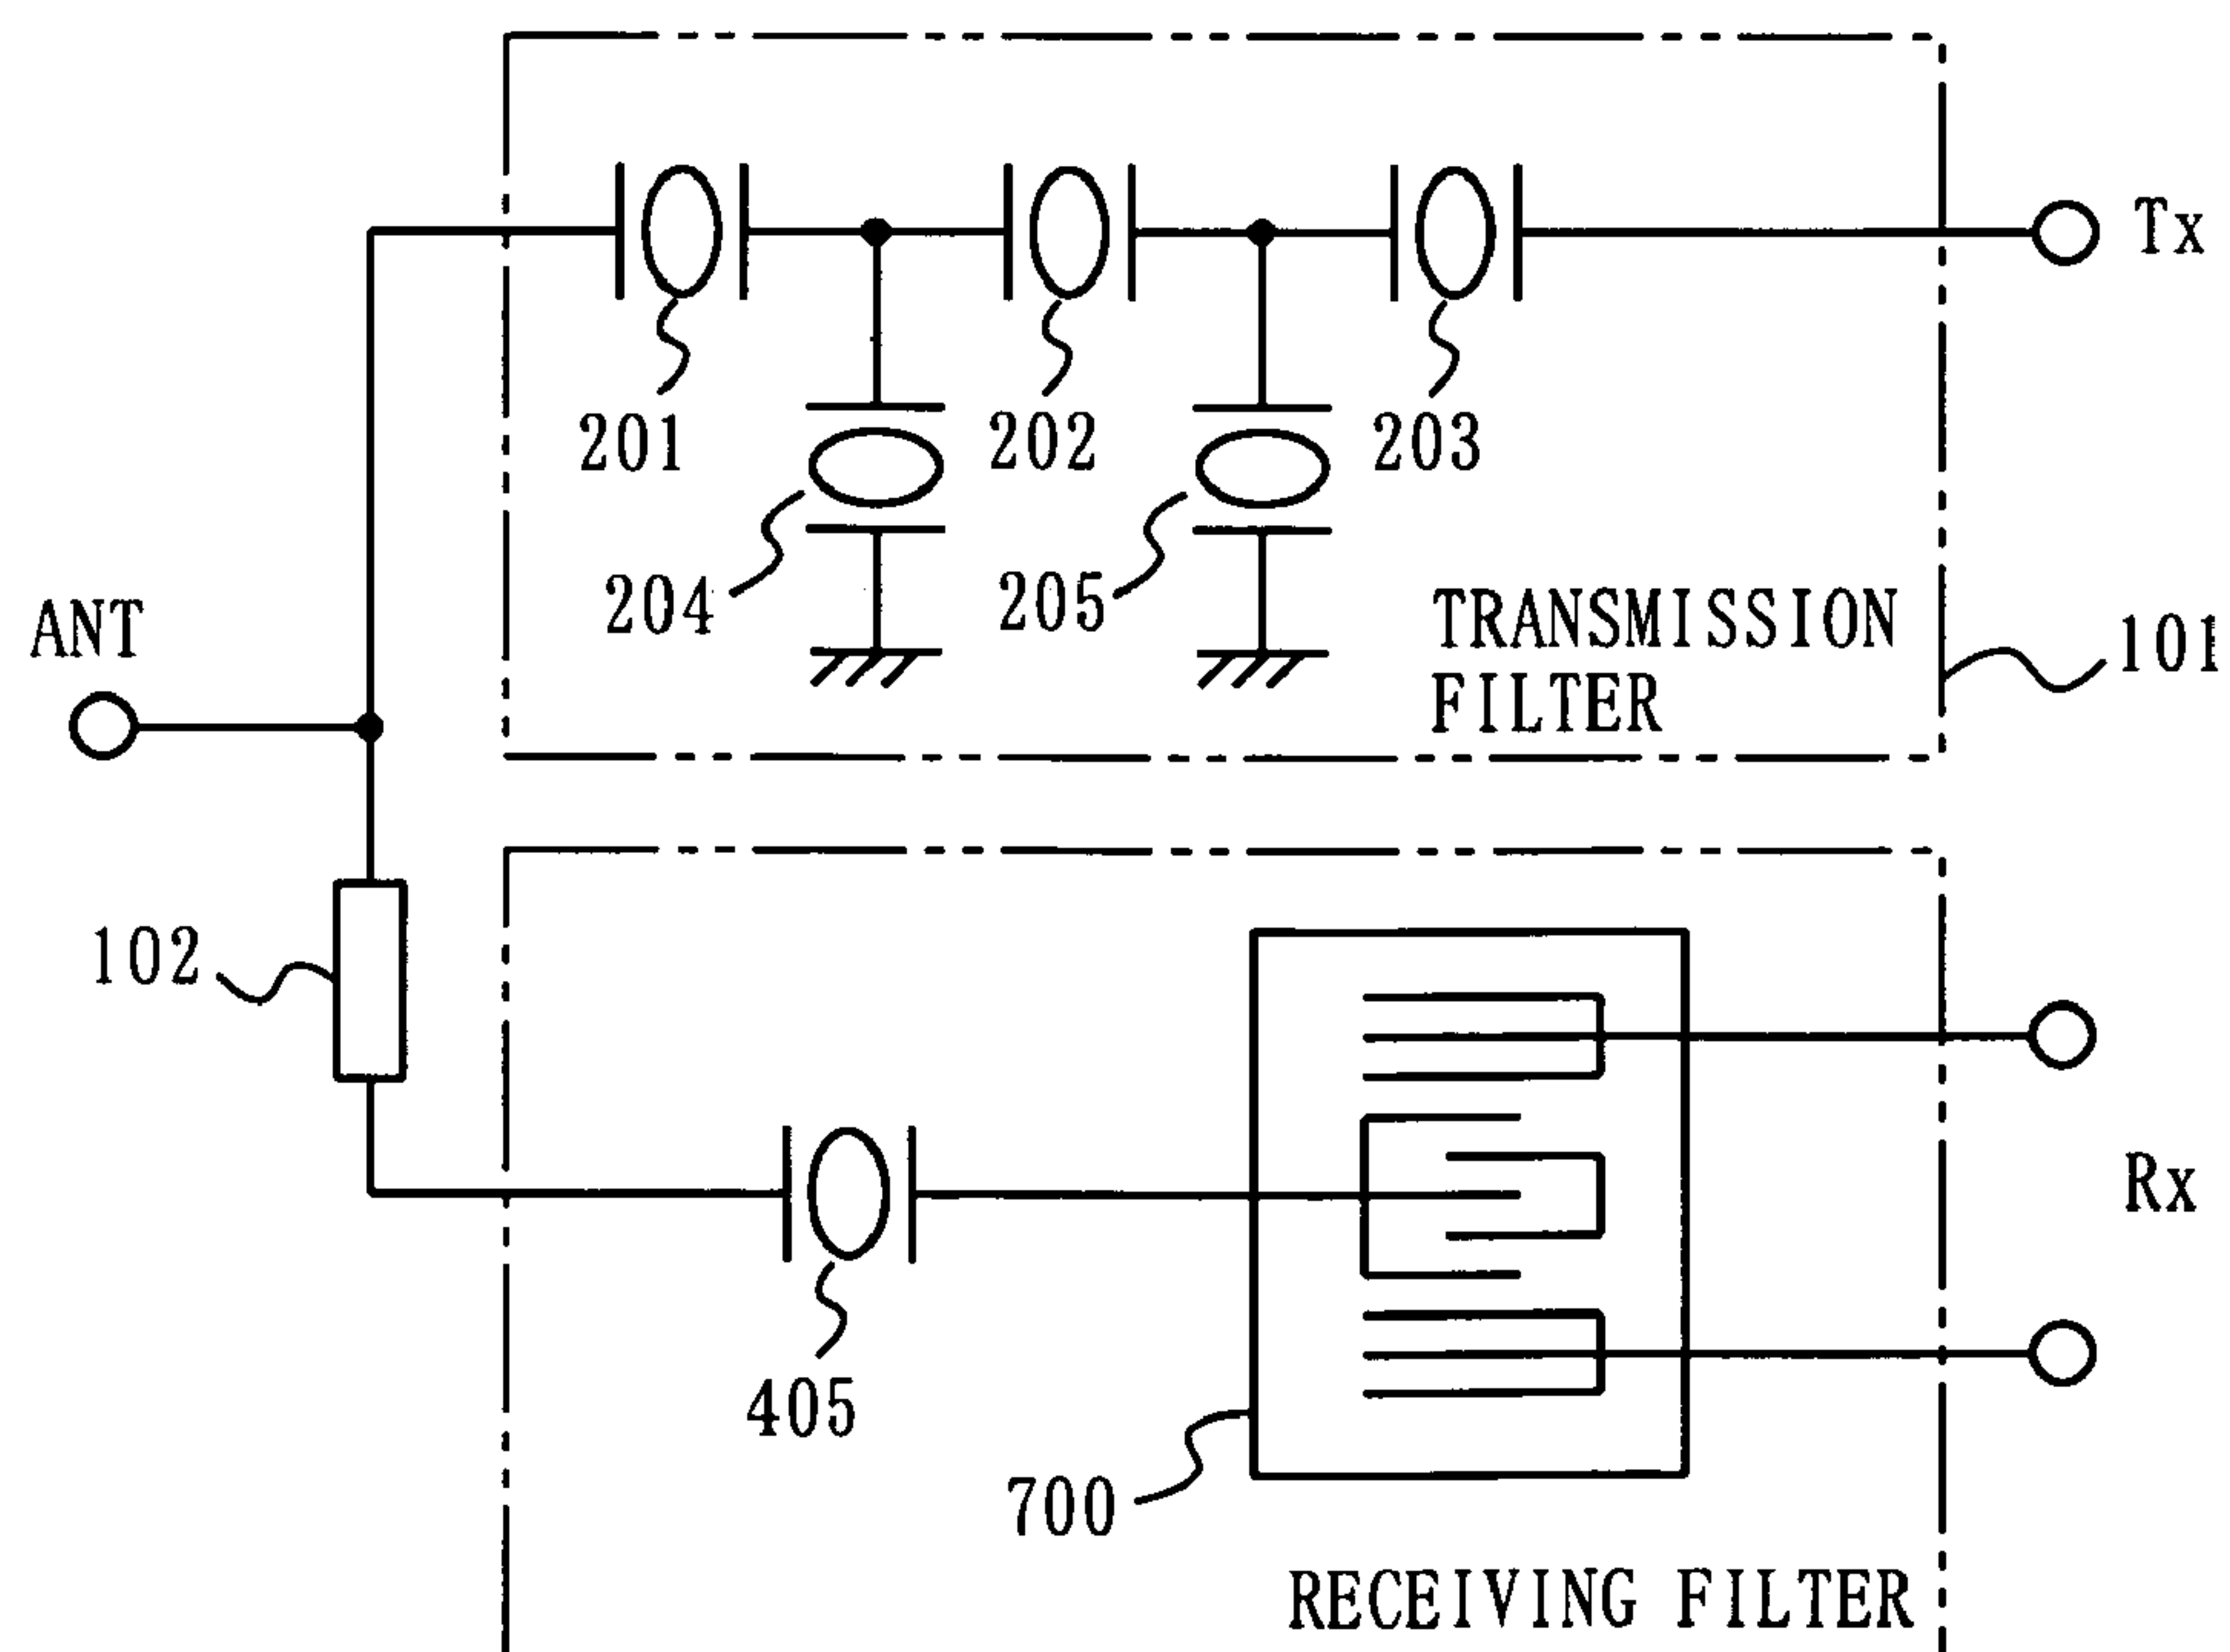 Tx
201
202
203
204
205
TRANSMISSION
FILTER
101
ANT
102
Rx
405
700
RECEIVING FILTER